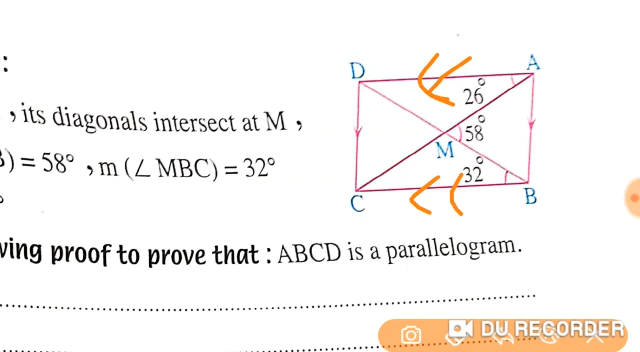 :
, its diagonals intersect at M ,
) = 58° , m (∠ MBC) = 32°
ving proof to prove that : ABCD is a parallelogram.
D
A
26°
58°
M
32°
C
B
DU RECORDER